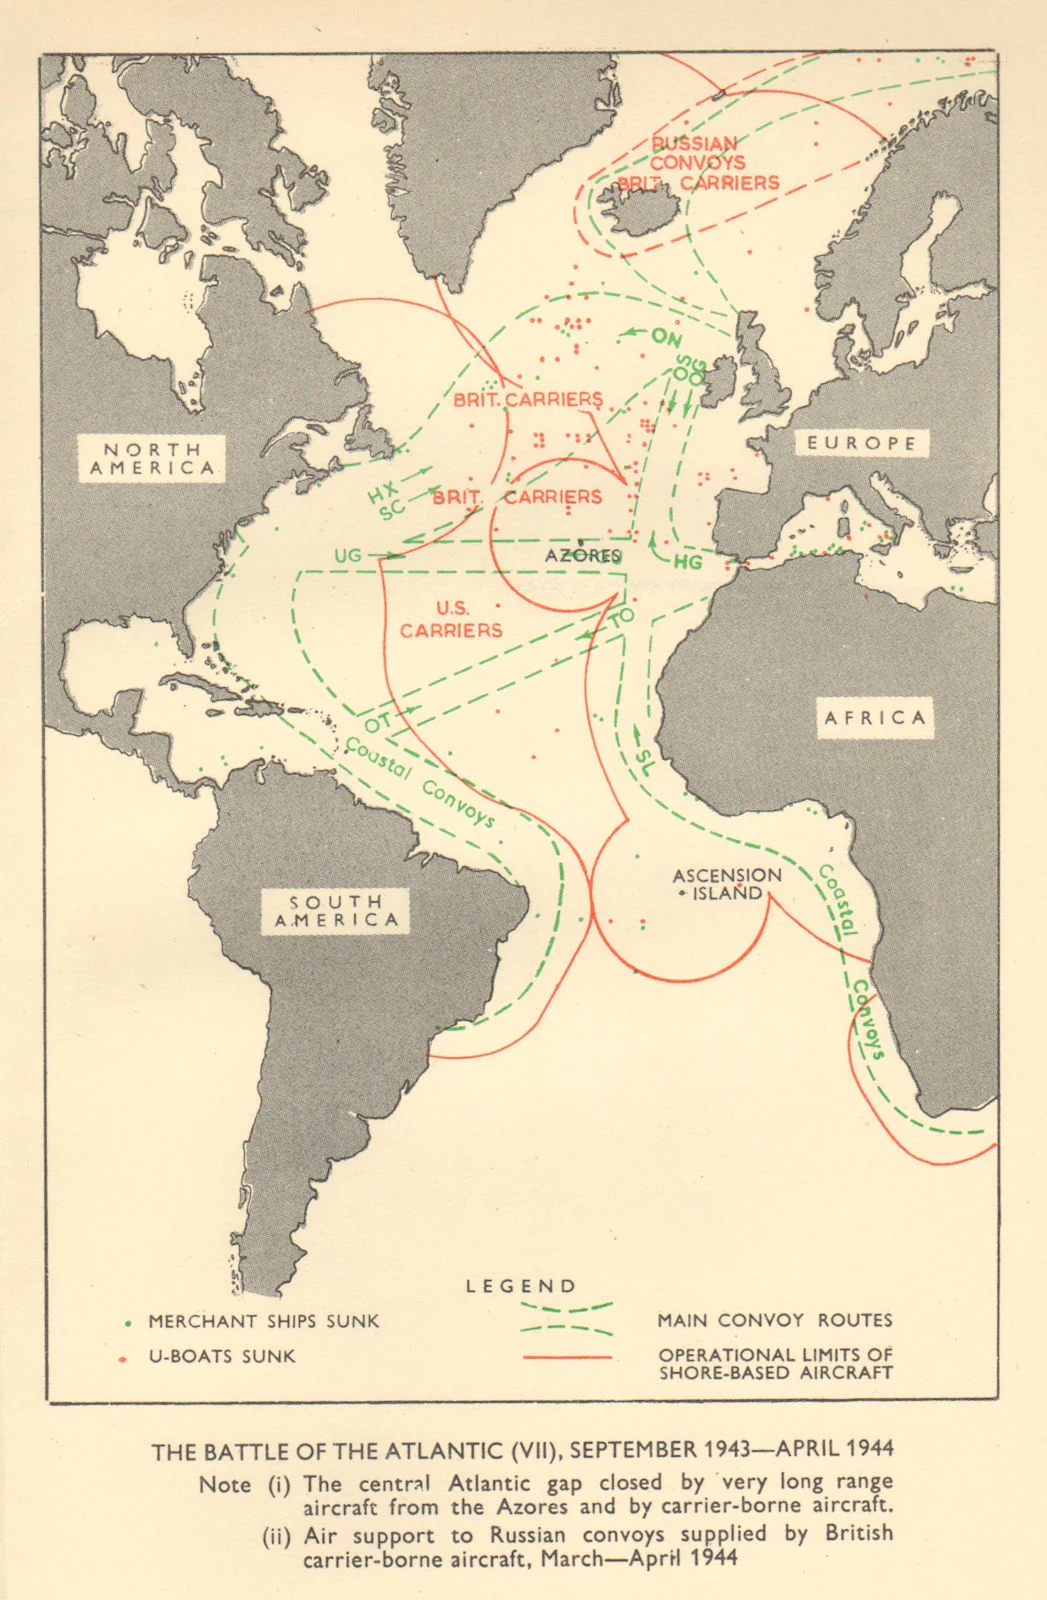 RUSSIAN
CONVOYS
BRIT. CARRIERS
ON
OS
OG
BRIT. CARRIERS
NORTH
AMERICA
EUROPE
HX
SC
BRIT. CARRIERS
UG
AZORES
HG
U.S.
CARRIERS
TO
OT
AFRICA
Coastal Convoys
SL
ASCENSION
ISLAND
Coastal Convoys
SOUTH
AMERICA
LEGEND
MERCHANT SHIPS SUNK
MAIN CONVOY ROUTES
U-BOATS SUNK
OPERATIONAL LIMITS OF
SHORE-BASED AIRCRAFT
THE BATTLE OF THE ATLANTIC (VII), SEPTEMBER 1943—APRIL 1944
Note (i) The central Atlantic gap closed by very long range
aircraft from the Azores and by carrier-borne aircraft.
(ii) Air support to Russian convoys supplied by British
carrier-borne aircraft, March—April 1944